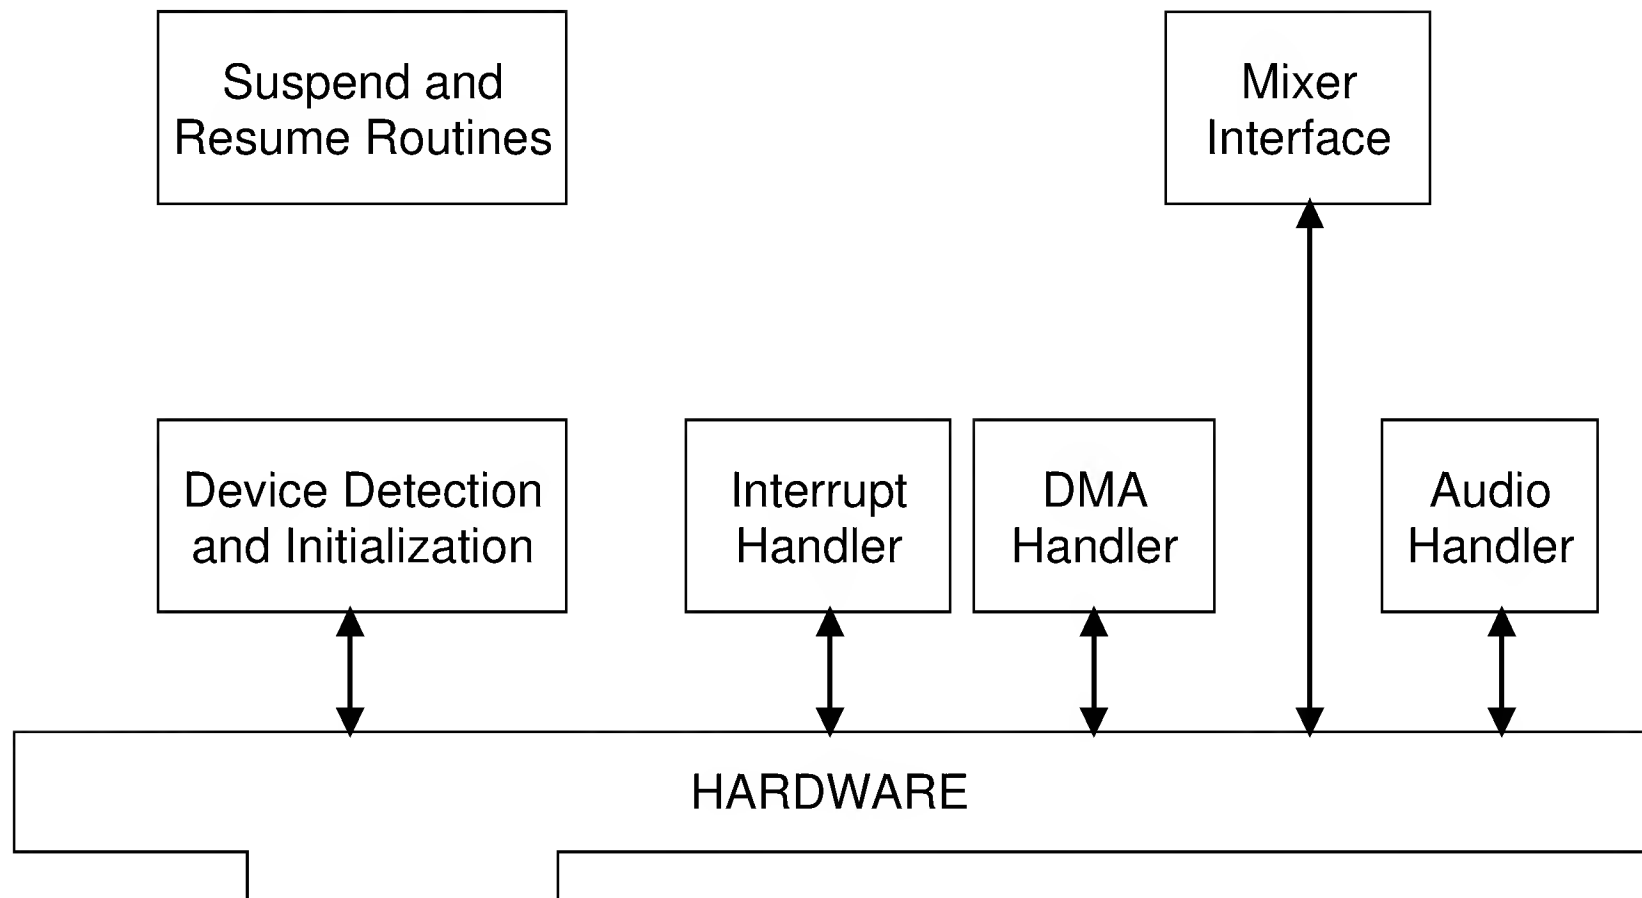 Suspend and
Resume Routines
Mixer
Interface
Device Detection
and Initialization
Interrupt
Handler
DMA
Handler
Audio
Handler
HARDWARE